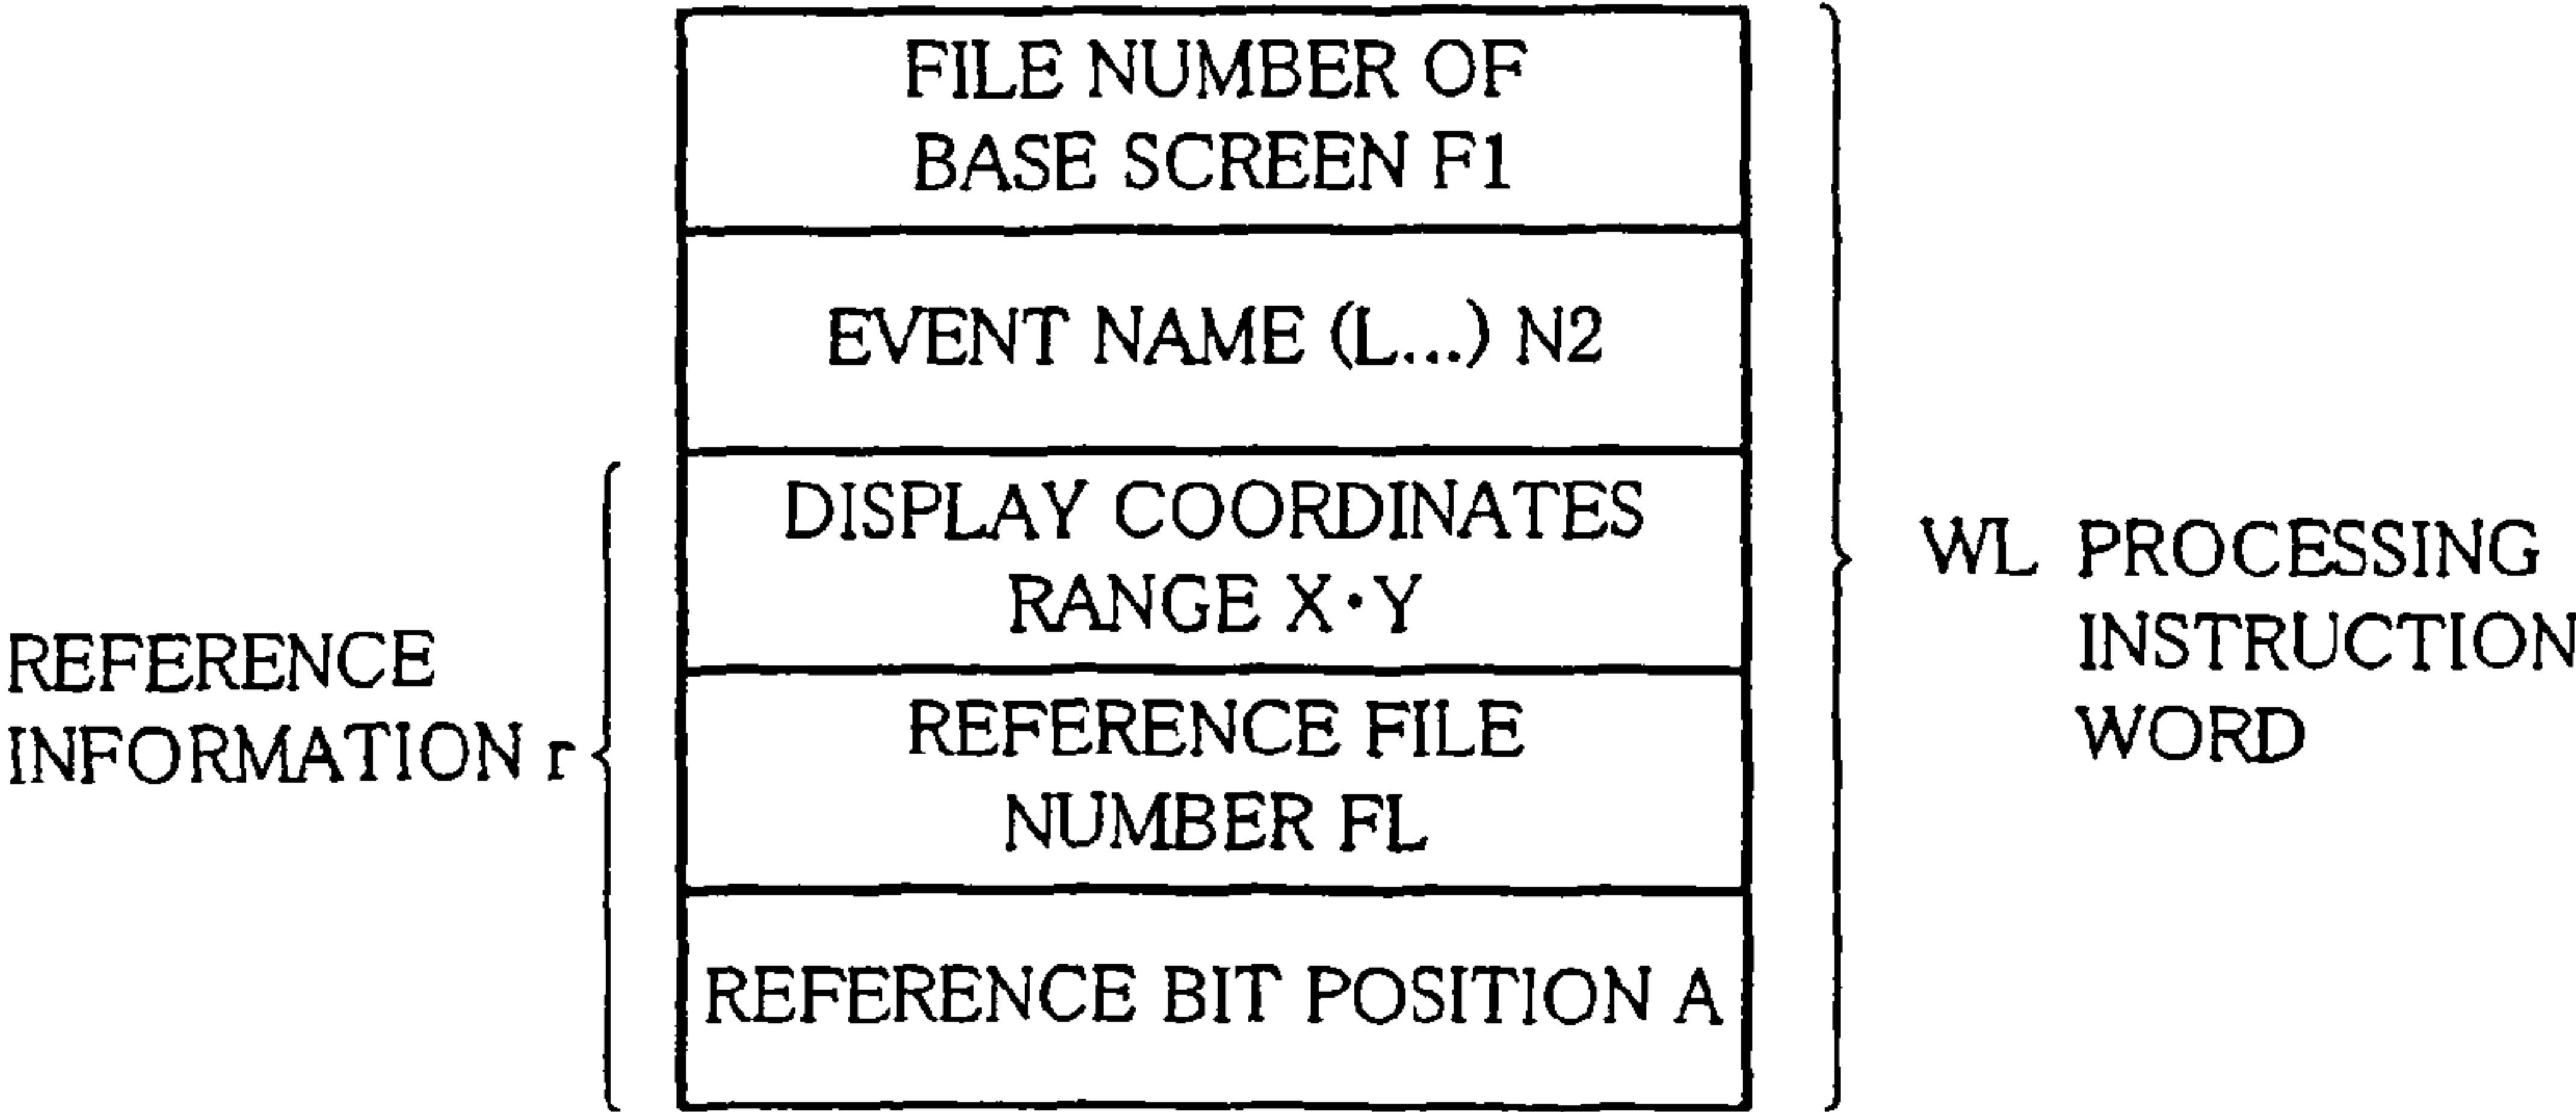 FILE NUMBER OF
BASE SCREEN F1
EVENT NAME (L...) N2
DISPLAY COORDINATES
RANGE X·Y
REFERENCE FILE
NUMBER FL
REFERENCE BIT POSITION A
REFERENCE
INFORMATION r
WL PROCESSING
INSTRUCTION
WORD